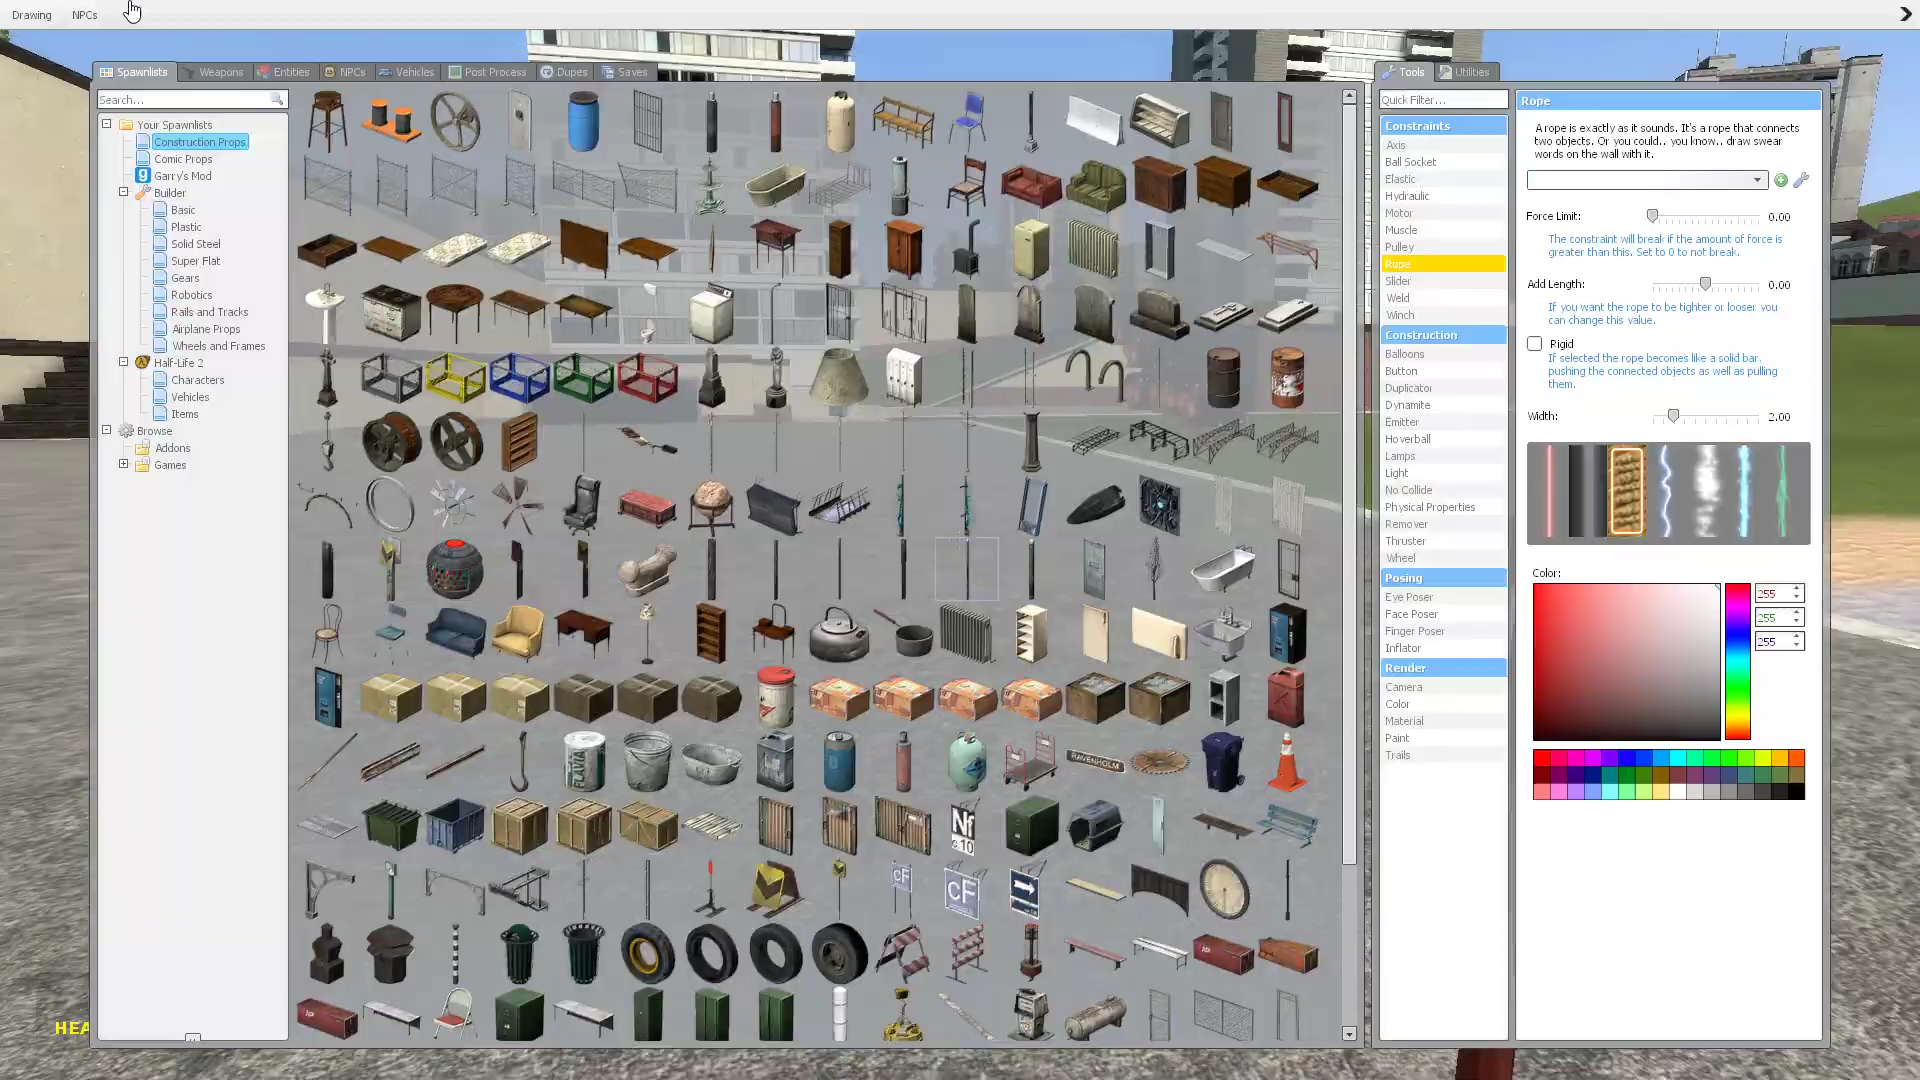 Drawing NPCs
Spawnlists Weapons Entities NPCs Vehicles Post Process Dupes Saves
Search...
Your Spawnlists
Construction Props
Comic Props
Garry's Mod
Builder
Basic
Plastic
Solid Steel
Super Flat
Gears
Robotics
Rails and Tracks
Airplane Props
Wheels and Frames
Half-Life 2
Characters
Vehicles
Items
Browse
Addons
Games
RAVENHOLM
Nf
c.10
CF
CF
HEA
Tools Utilities
Quick Filter...
Constraints
Axis
Ball Socket
Elastic
Hydraulic
Motor
Muscle
Pulley
Rope
Slider
Weld
Winch
Construction
Balloons
Button
Duplicator
Dynamite
Emitter
Hoverball
Lamps
Light
No Collide
Physical Properties
Remover
Thruster
Wheel
Posing
Eye Poser
Face Poser
Finger Poser
Inflator
Render
Camera
Color
Material
Paint
Trails
Rope
A rope is exactly as it sounds. It's a rope that connects
two objects. Or you could.. you know.. draw swear
words on the wall with it.
Force Limit: 0.00
The constraint will break if the amount of force is
greater than this. Set to 0 to not break.
Add Length: 0.00
If you want the rope to be tighter or looser you
can change this value.
Rigid
If selected the rope becomes like a solid bar,
pushing the connected objects as well as pulling
them.
Width: 2.00
Color:
255
255
255